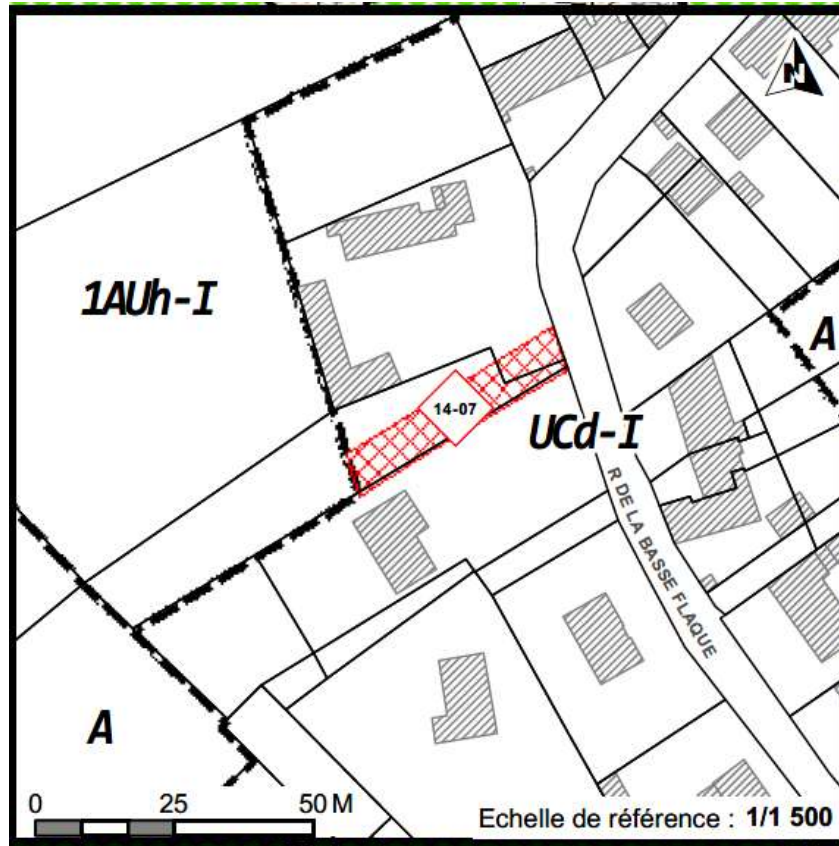 N
1AUh-I
A
14-07
UCd-I
R DE LA BASSE FLAQUE
A
0 25 50 M
Echelle de référence : 1/1 500